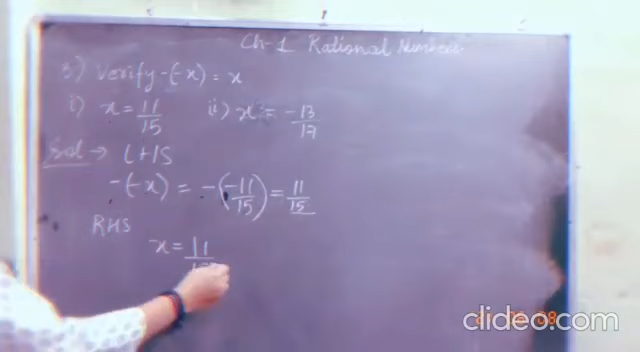 Ch-1 Rational Numbers
3) Verify -(-x) = x
i) x = 11/15 ii) x = -13/17
Sol → LHS
-(-x) = -(-11/15) = 11/15
RHS
x = 11
clideo.com